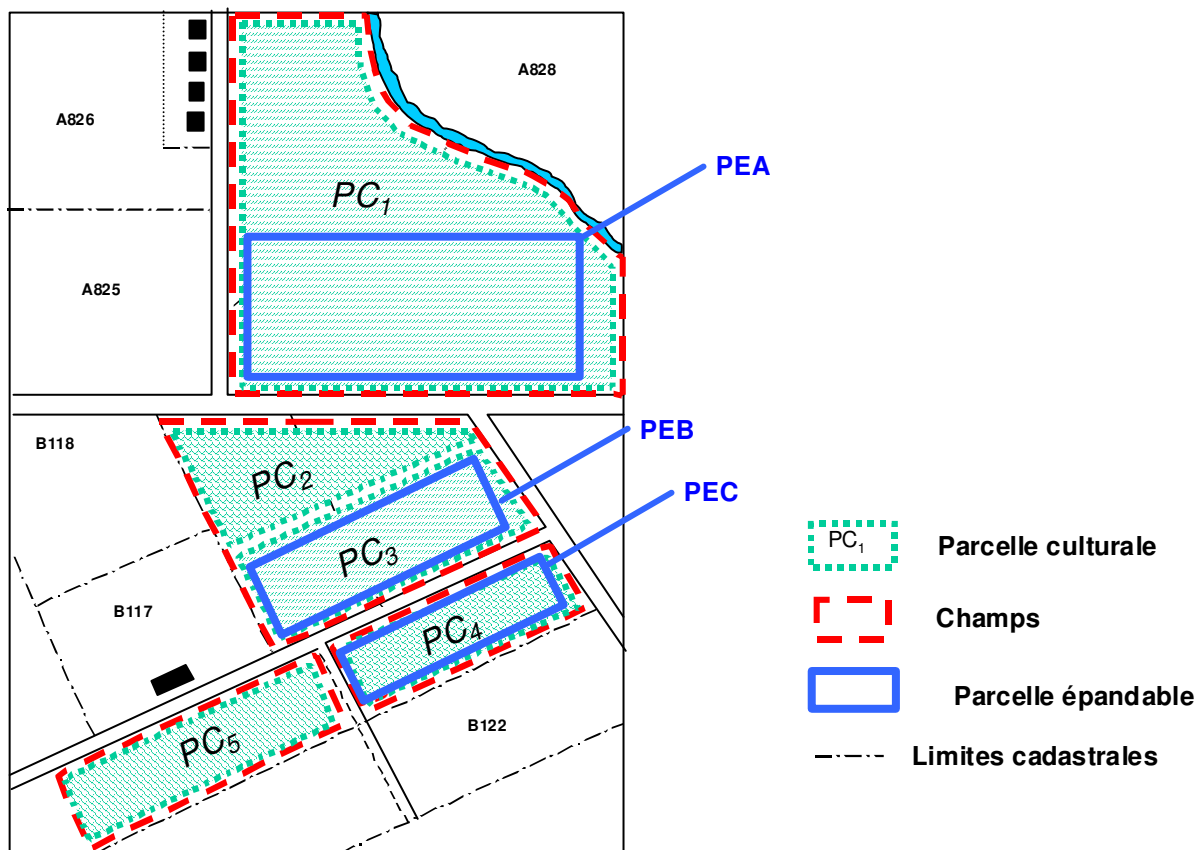 A828
A826
PEA
PC1
A825
B118
PEB
PC2
PEC
PC3
PC1
Parcelle culturale
B117
PC4
Champs
Parcelle épandable
B122
PC5
Limites cadastrales